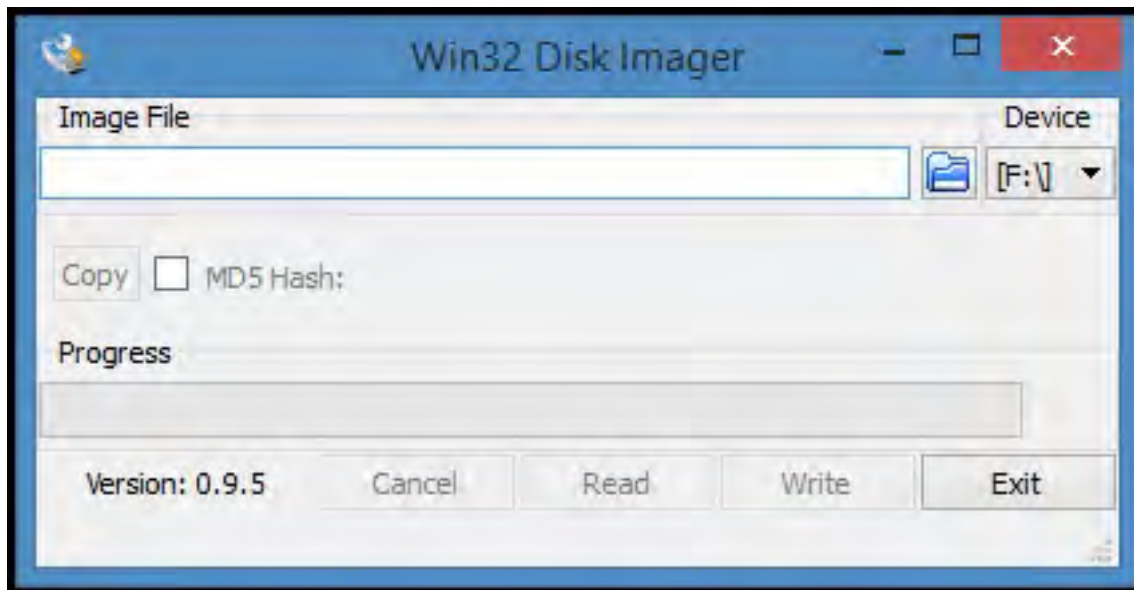 Win32 Disk Imager
Image File
Device
[F:\]
Copy
MD5 Hash:
Progress
Version: 0.9.5
Cancel
Read
Write
Exit